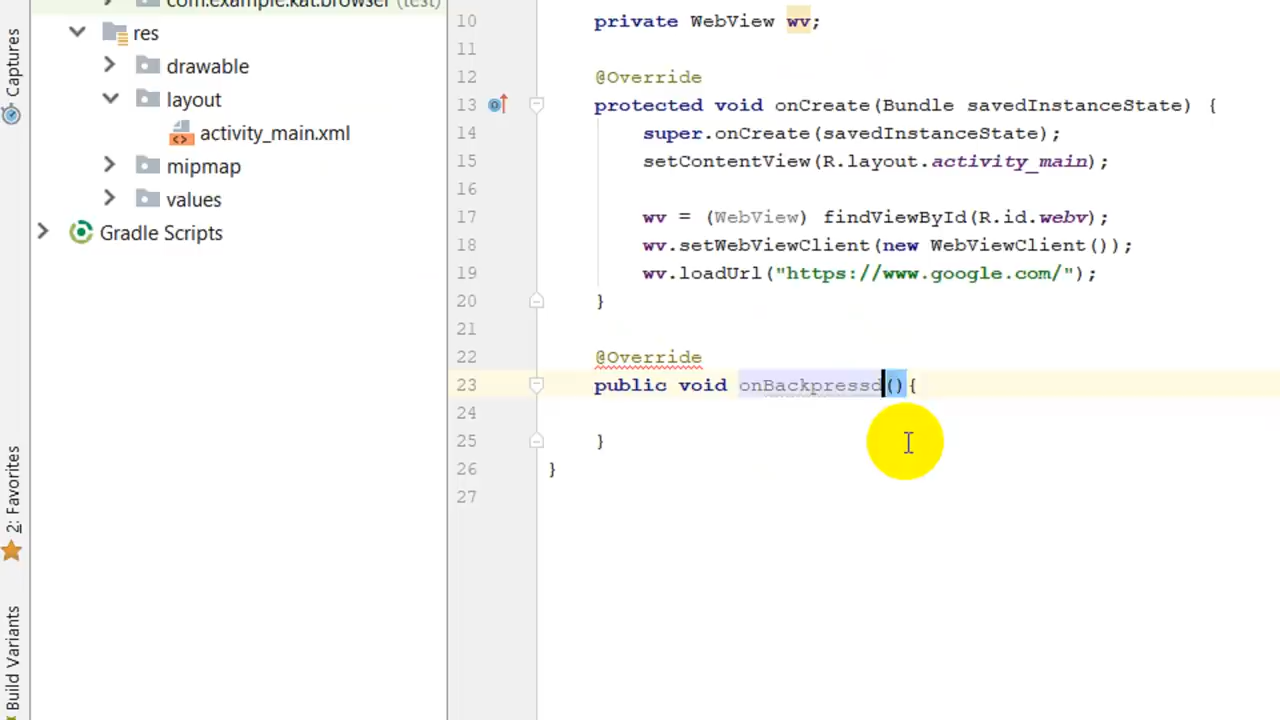 com.example.kat.browser (test)
res
drawable
layout
activity_main.xml
mipmap
values
Gradle Scripts
Captures
2: Favorites
Build Variants
10 private WebView wv;
11
12 @Override
13 protected void onCreate(Bundle savedInstanceState) {
14 super.onCreate(savedInstanceState);
15 setContentView(R.layout.activity_main);
16
17 wv = (WebView) findViewById(R.id.webv);
18 wv.setWebViewClient(new WebViewClient());
19 wv.loadUrl("https://www.google.com/");
20 }
21
22 @Override
23 public void onBackpressd(){
24
25 }
26 }
27